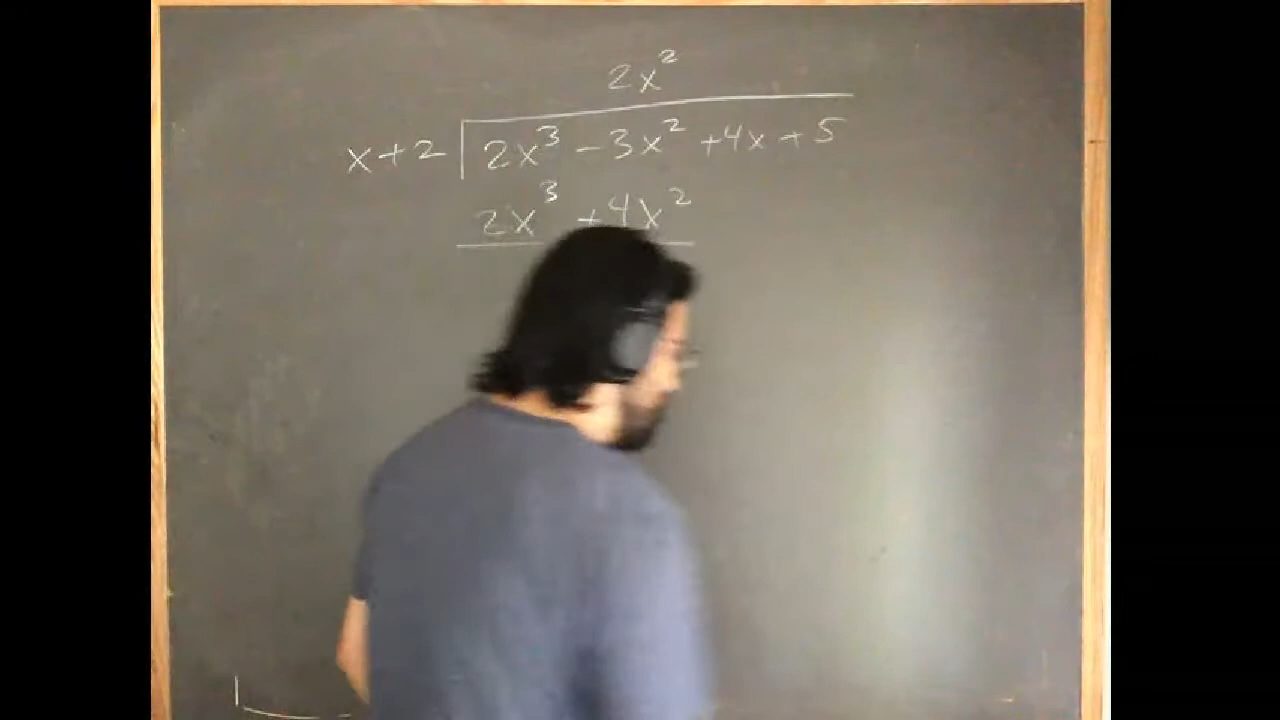 2x²
x+2 2x³ -3x² +4x +5
2x³ +4x²